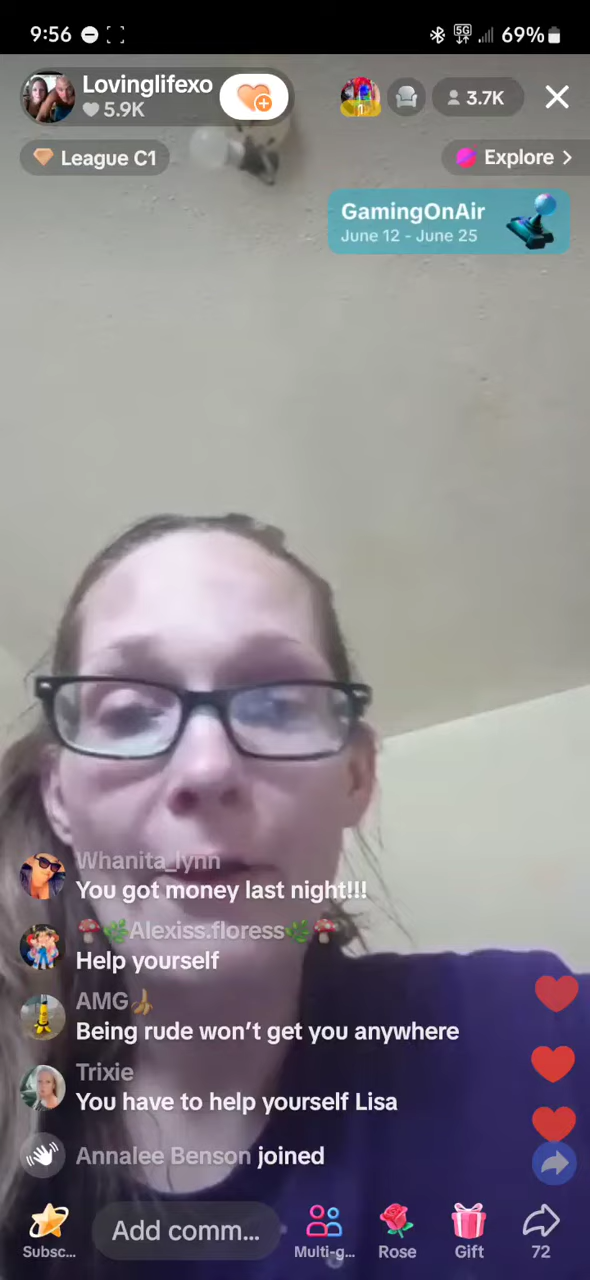 9:56
5G
69%
Lovinglifexo
5.9K
3.7K
League C1
Explore >
GamingOnAir
June 12 - June 25
Whanita_lynn
You got money last night!!!
🍄🌿Alexiss.floress🌿🍄
Help yourself
AMG🍌
Being rude won't get you anywhere
Trixie
You have to help yourself Lisa
Annalee Benson joined
Add comm...
Subsc...
Multi-g...
Rose
Gift
72